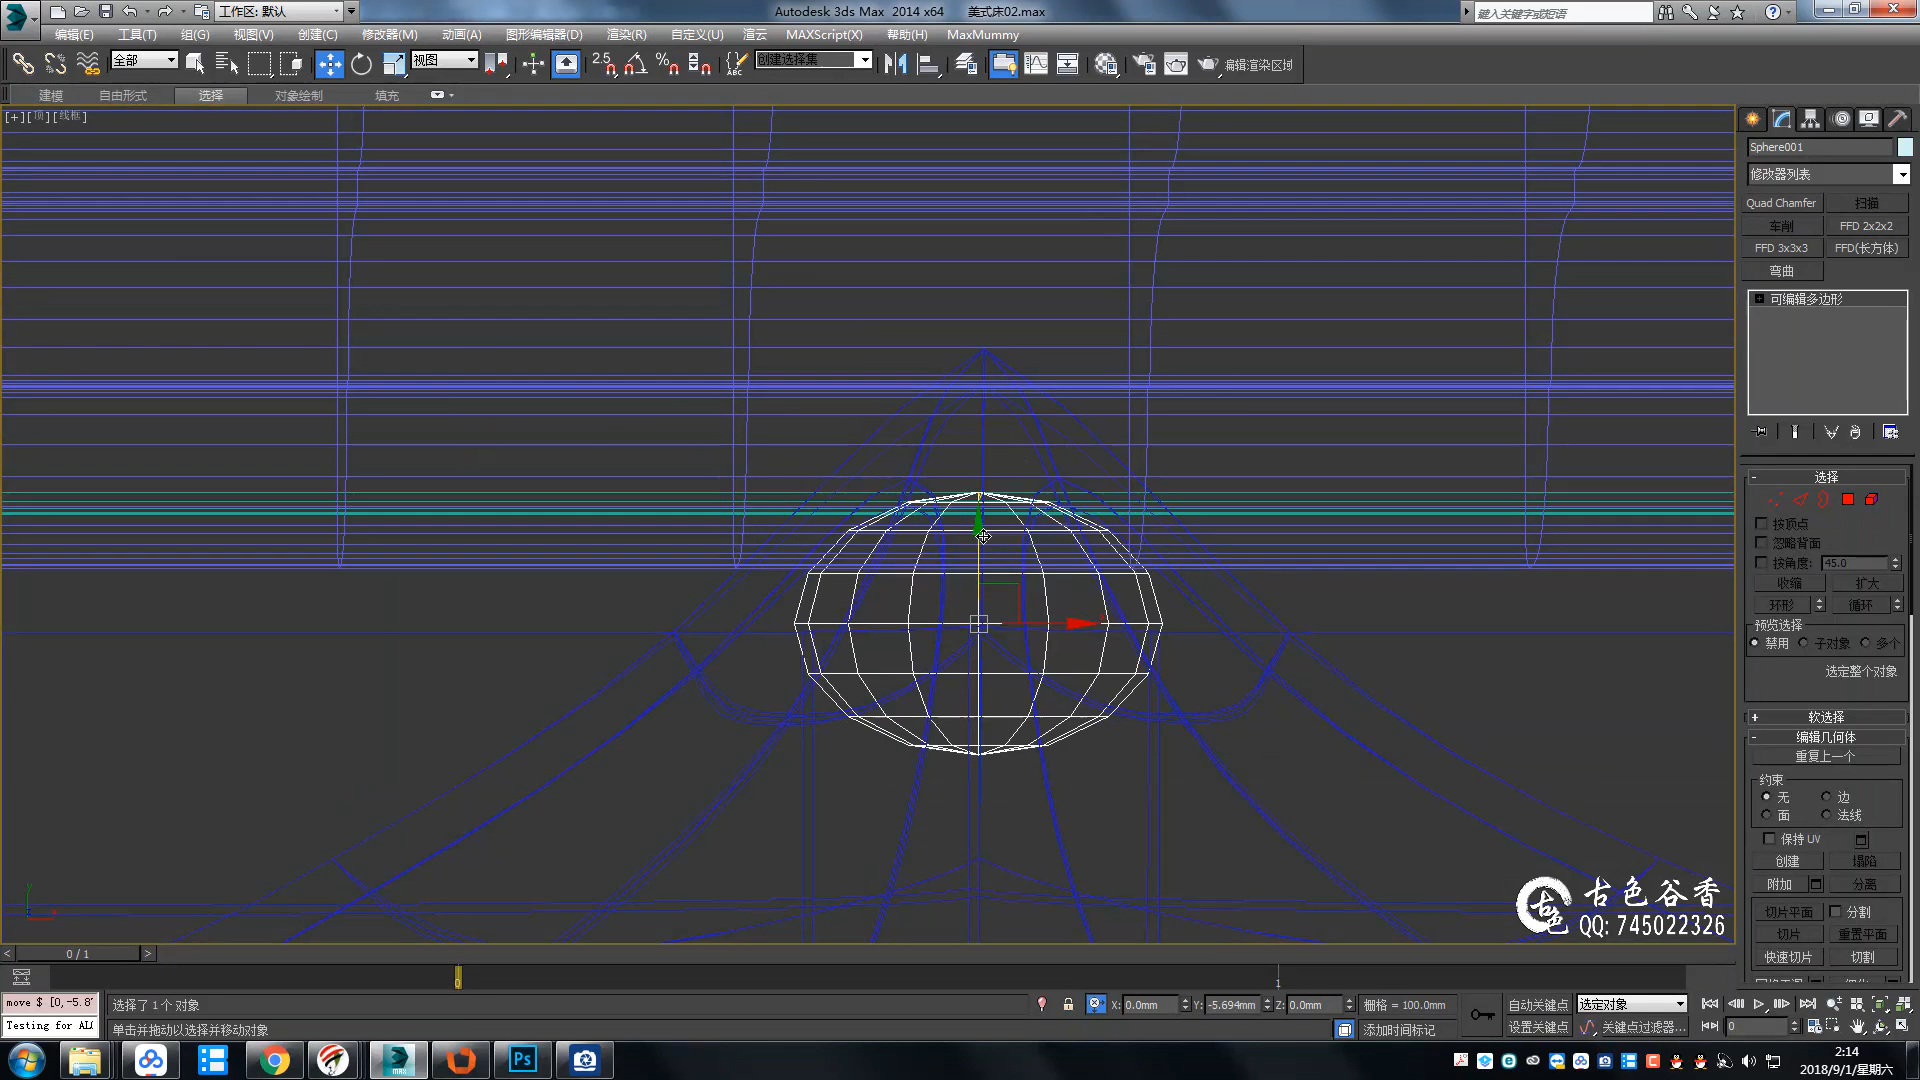 工作区: 默认
Autodesk 3ds Max 2014 x64 美式床02.max
键入关键字或短语
编辑(E) 工具(T) 组(G) 视图(V) 创建(C) 修改器(M) 动画(A) 图形编辑器(D) 渲染(R) 自定义(U) 渲云 MAXScript(X) 帮助(H) MaxMummy
全部 视图 2.5 创建选择集 编辑渲染区域
建模 自由形式 选择 对象绘制 填充
[+][顶][线框]
Sphere001
修改器列表
Quad Chamfer 扫描
车削 FFD 2x2x2
FFD 3x3x3 FFD(长方体)
弯曲
可编辑多边形
选择
按顶点
忽略背面
按角度: 45.0
收缩 扩大
环形 循环
预览选择
禁用 子对象 多个
选定整个对象
软选择
编辑几何体
重复上一个
约束
无 边
面 法线
保持 UV
创建 塌陷
附加 分离
切片平面 分割
切片 重置平面
快速切片 切割
古色谷香
QQ: 745022326
0 / 1
0 1
move $ [0,-5.8
选择了 1 个 对象
X: 0.0mm Y: -5.694mm Z: 0.0mm 栅格 = 100.0mm
自动关键点 选定对象
Testing for ALL
单击并拖动以选择并移动对象
添加时间标记
设置关键点 关键点过滤器... 0
2:14
2018/9/1/星期六